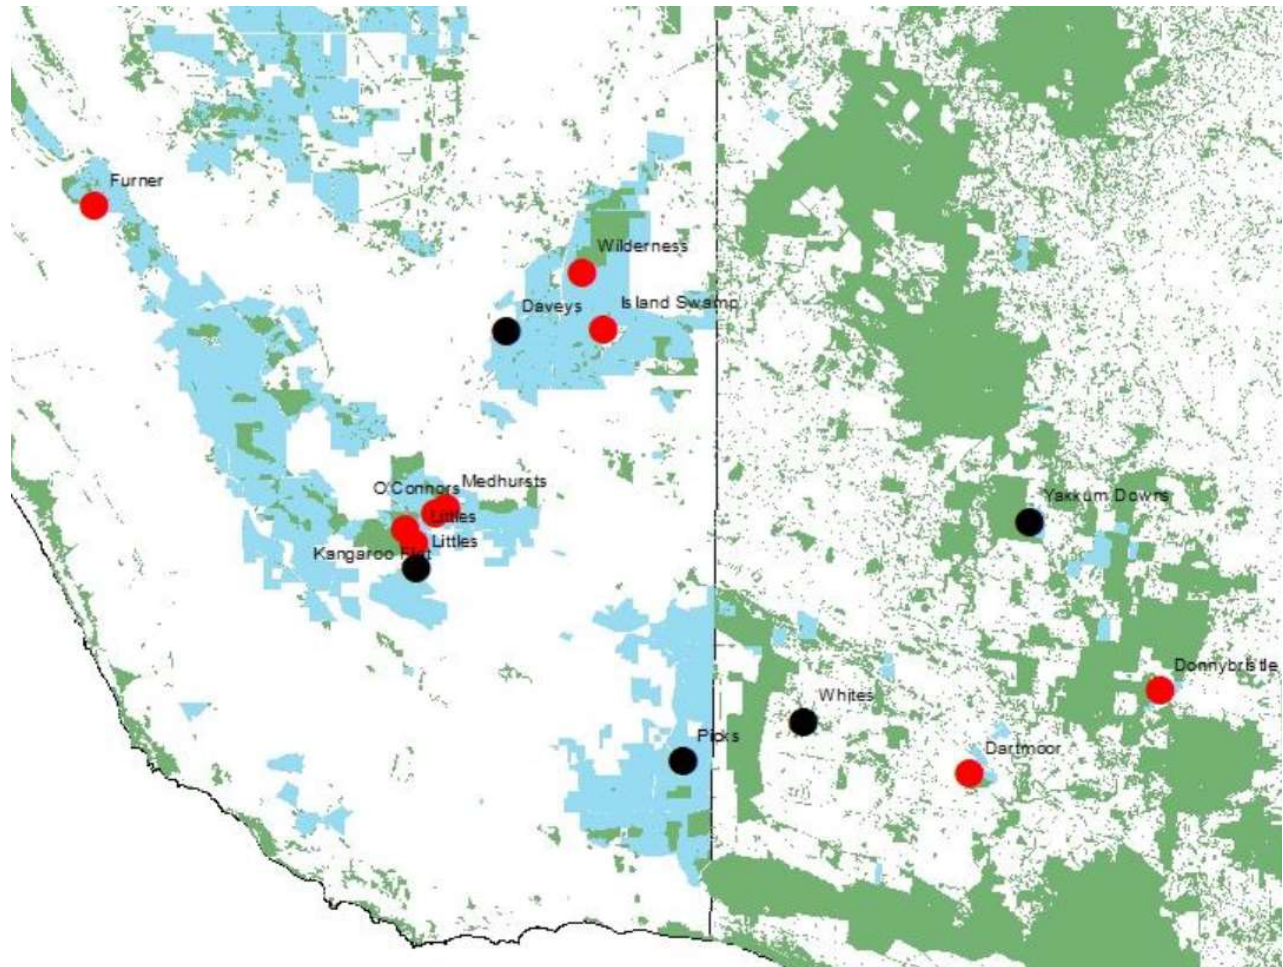 Furner
Wilderness
Island Swamp
Daveys
Medhursts
O'Connors
Littles
Littles
Kangaroo Flat
Yakkum Downs
Donnybristle
Whites
Picks
Dartmoor